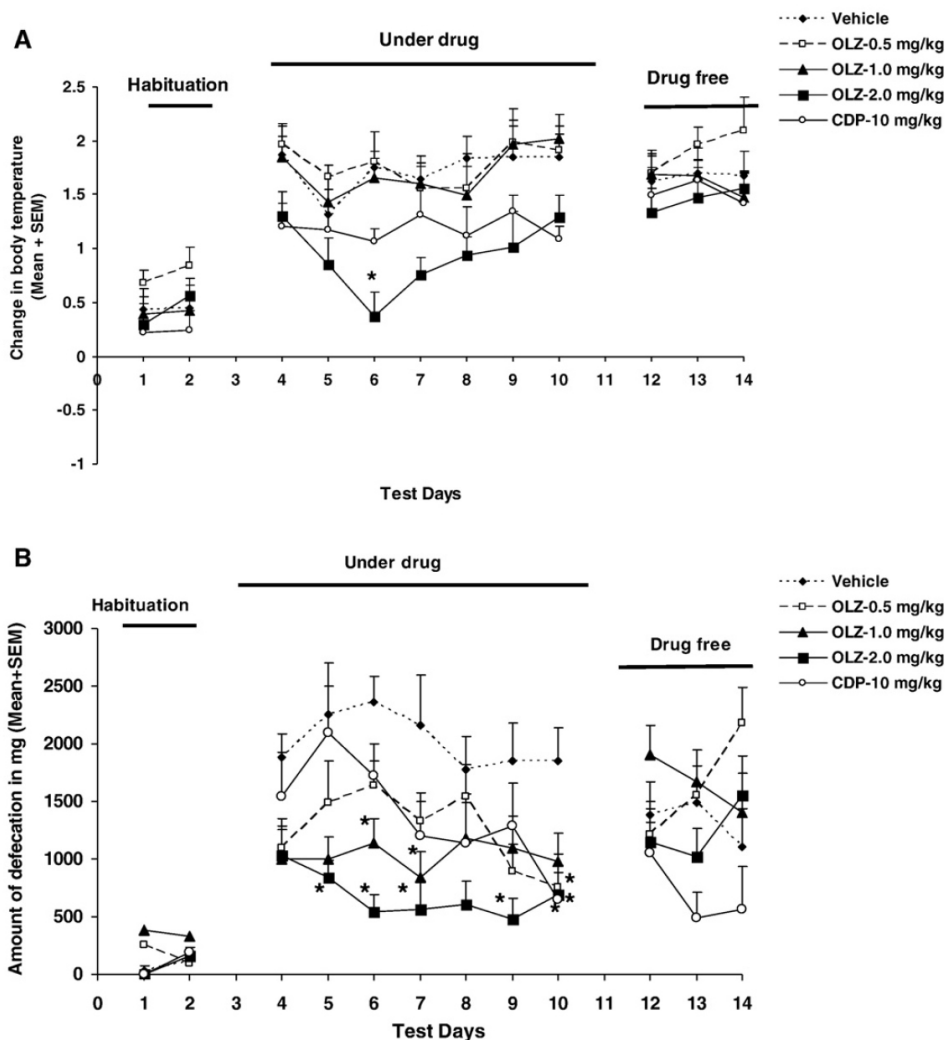 A
Under drug
Habituation
Drug free
Vehicle
OLZ-0.5 mg/kg
OLZ-1.0 mg/kg
OLZ-2.0 mg/kg
CDP-10 mg/kg
Change in body temperature
(Mean + SEM)
2.5
2
1.5
1
0.5
0
-0.5
-1
*
0 1 2 3 4 5 6 7 8 9 10 11 12 13 14
Test Days
B
Under drug
Habituation
Drug free
Vehicle
OLZ-0.5 mg/kg
OLZ-1.0 mg/kg
OLZ-2.0 mg/kg
CDP-10 mg/kg
Amount of defecation in mg (Mean+SEM)
3000
2500
2000
1500
1000
500
0
* *
* * * * * * *
0 1 2 3 4 5 6 7 8 9 10 11 12 13 14
Test Days